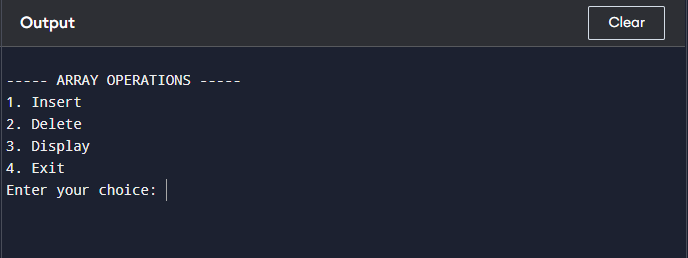 Output
Clear
----- ARRAY OPERATIONS -----
1. Insert
2. Delete
3. Display
4. Exit
Enter your choice: